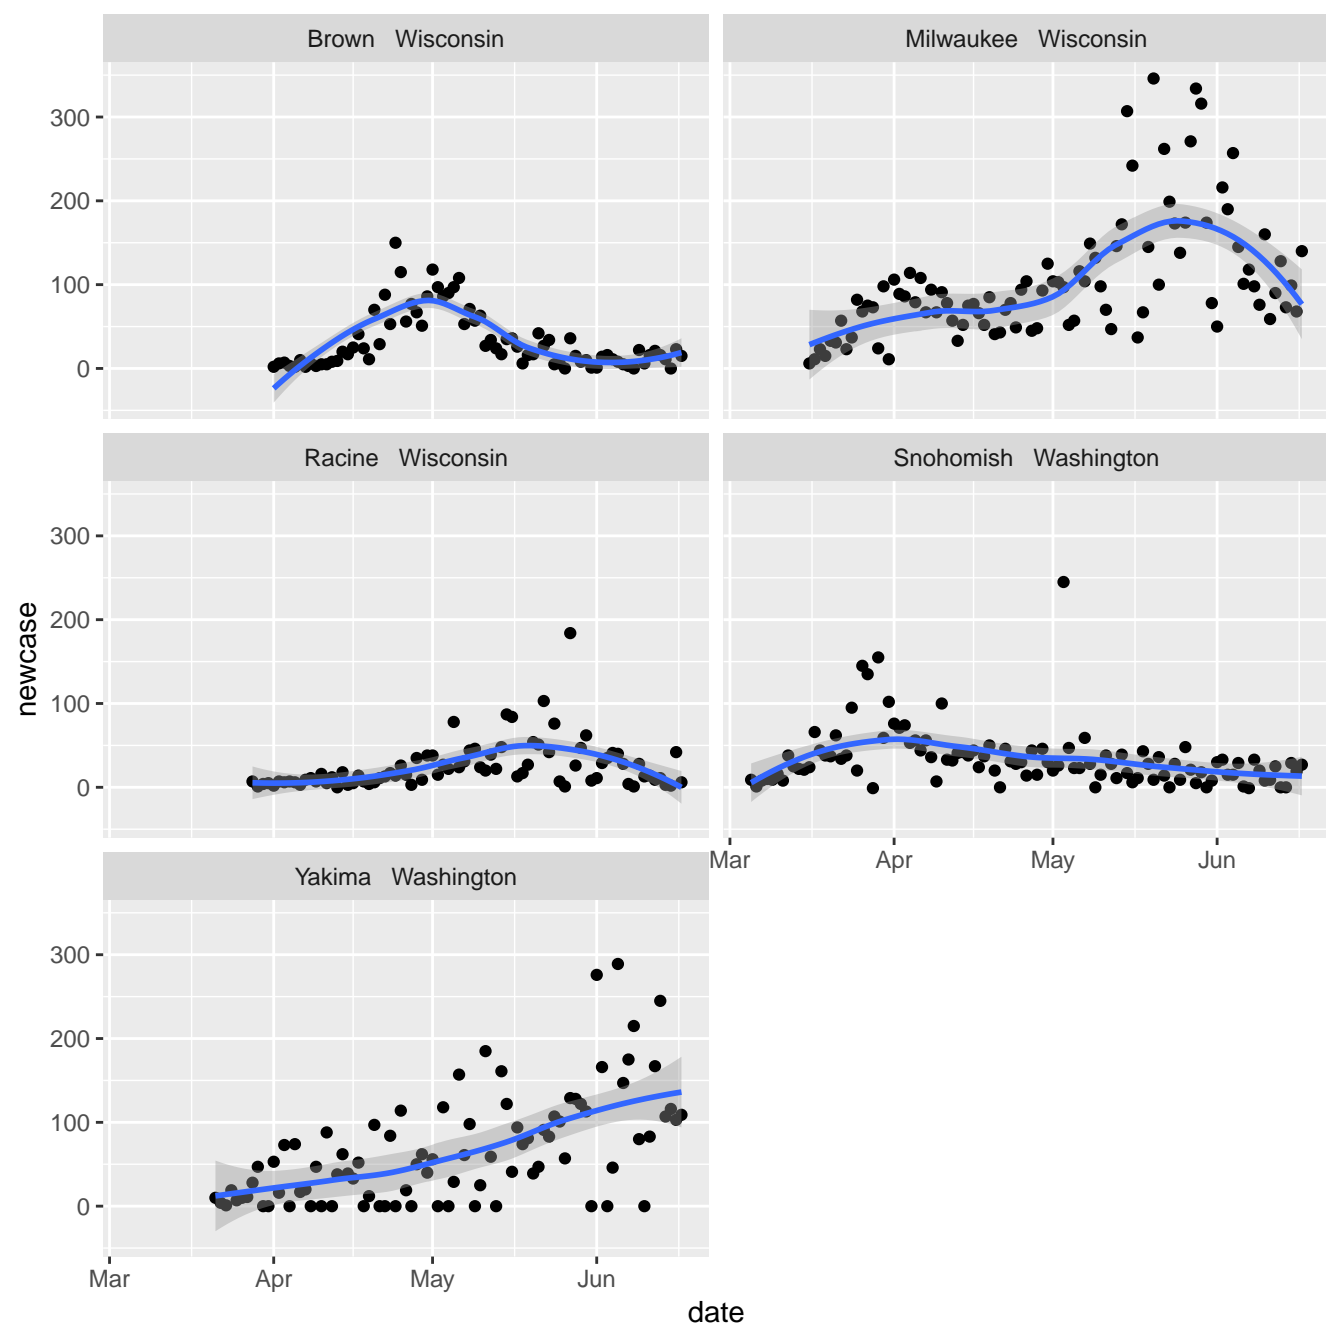 Brown Wisconsin
Milwaukee Wisconsin
300
200
100
0
Racine Wisconsin
Snohomish Washington
300
200
100
0
Mar Apr May Jun
Yakima Washington
300
200
100
0
Mar Apr May Jun
newcase
date